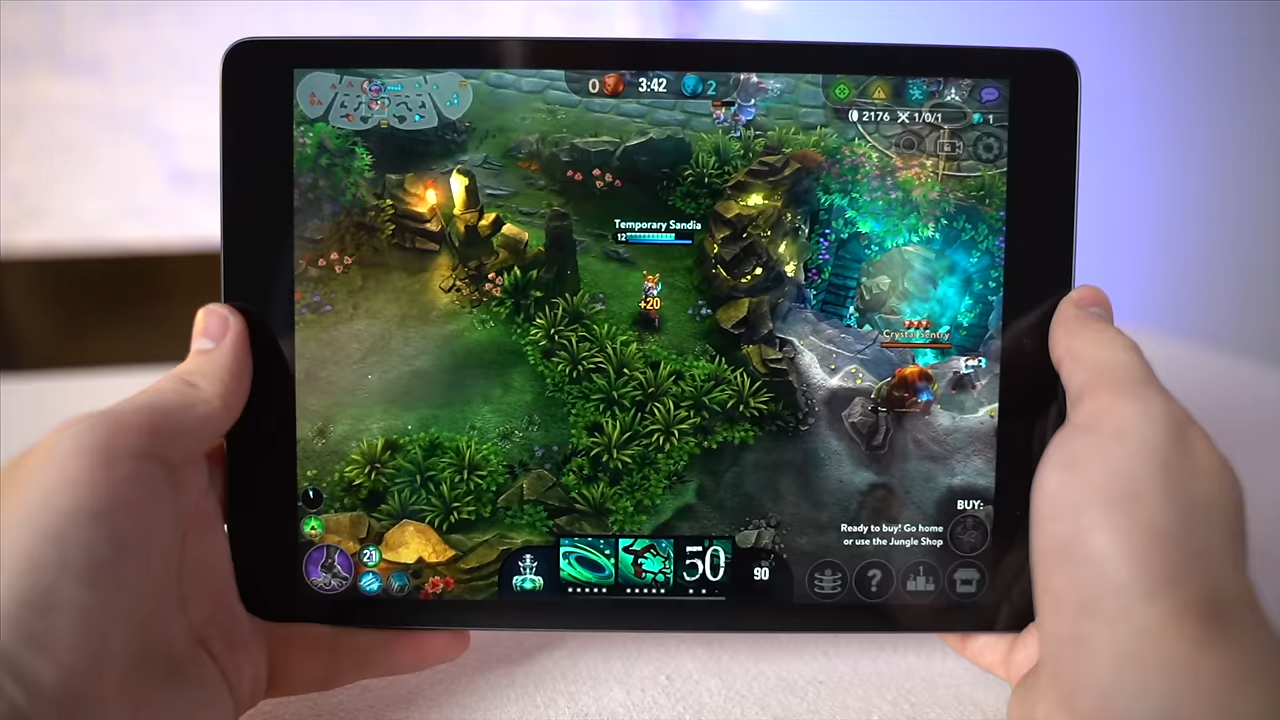 0 3:42 2
2176 1/0/1 1
Temporary Sandia
12
+20
Crystal Sentry
BUY:
Ready to buy! Go home
or use the Jungle Shop
21
50
90
?
1